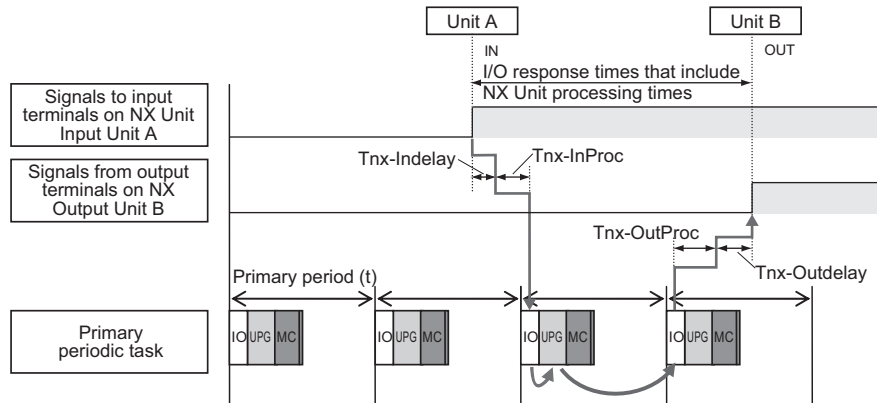 Unit A
Unit B
IN
OUT
I/O response times that include
NX Unit processing times
Signals to input
terminals on NX Unit
Input Unit A
Tnx-Indelay
Tnx-InProc
Signals from output
terminals on NX
Output Unit B
Tnx-OutProc
Tnx-Outdelay
Primary period (t)
Primary
periodic task
IO UPG MC
IO UPG MC
IO UPG MC
IO UPG MC